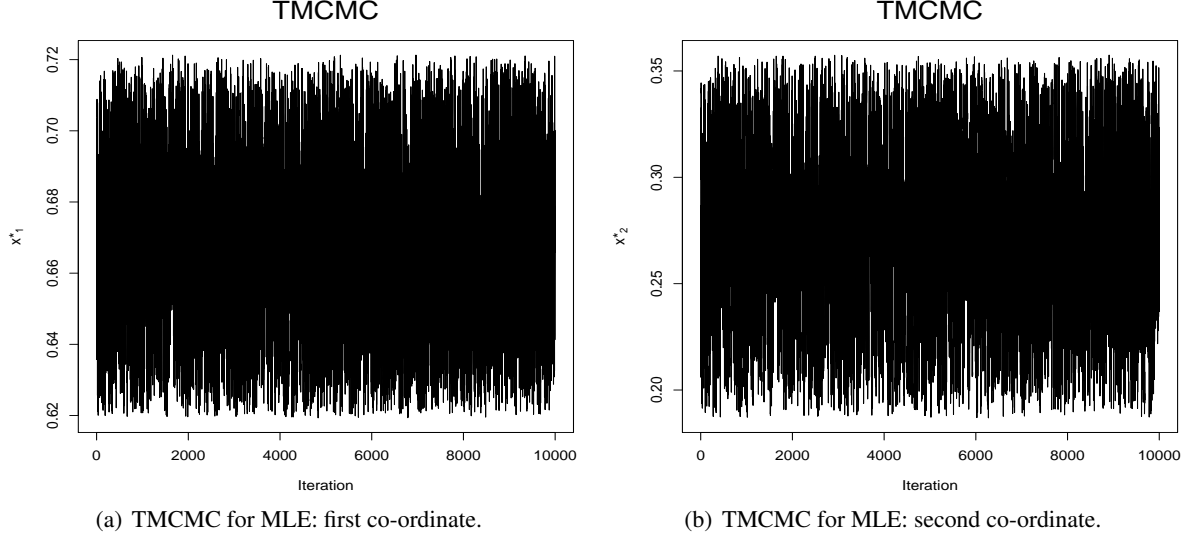 TMCMC
0.72
0.70
0.68
0.66
0.64
0.62
x*_1
0 2000 4000 6000 8000 10000
Iteration
(a) TMCMC for MLE: first co-ordinate.
TMCMC
0.35
0.30
0.25
0.20
x*_2
0 2000 4000 6000 8000 10000
Iteration
(b) TMCMC for MLE: second co-ordinate.